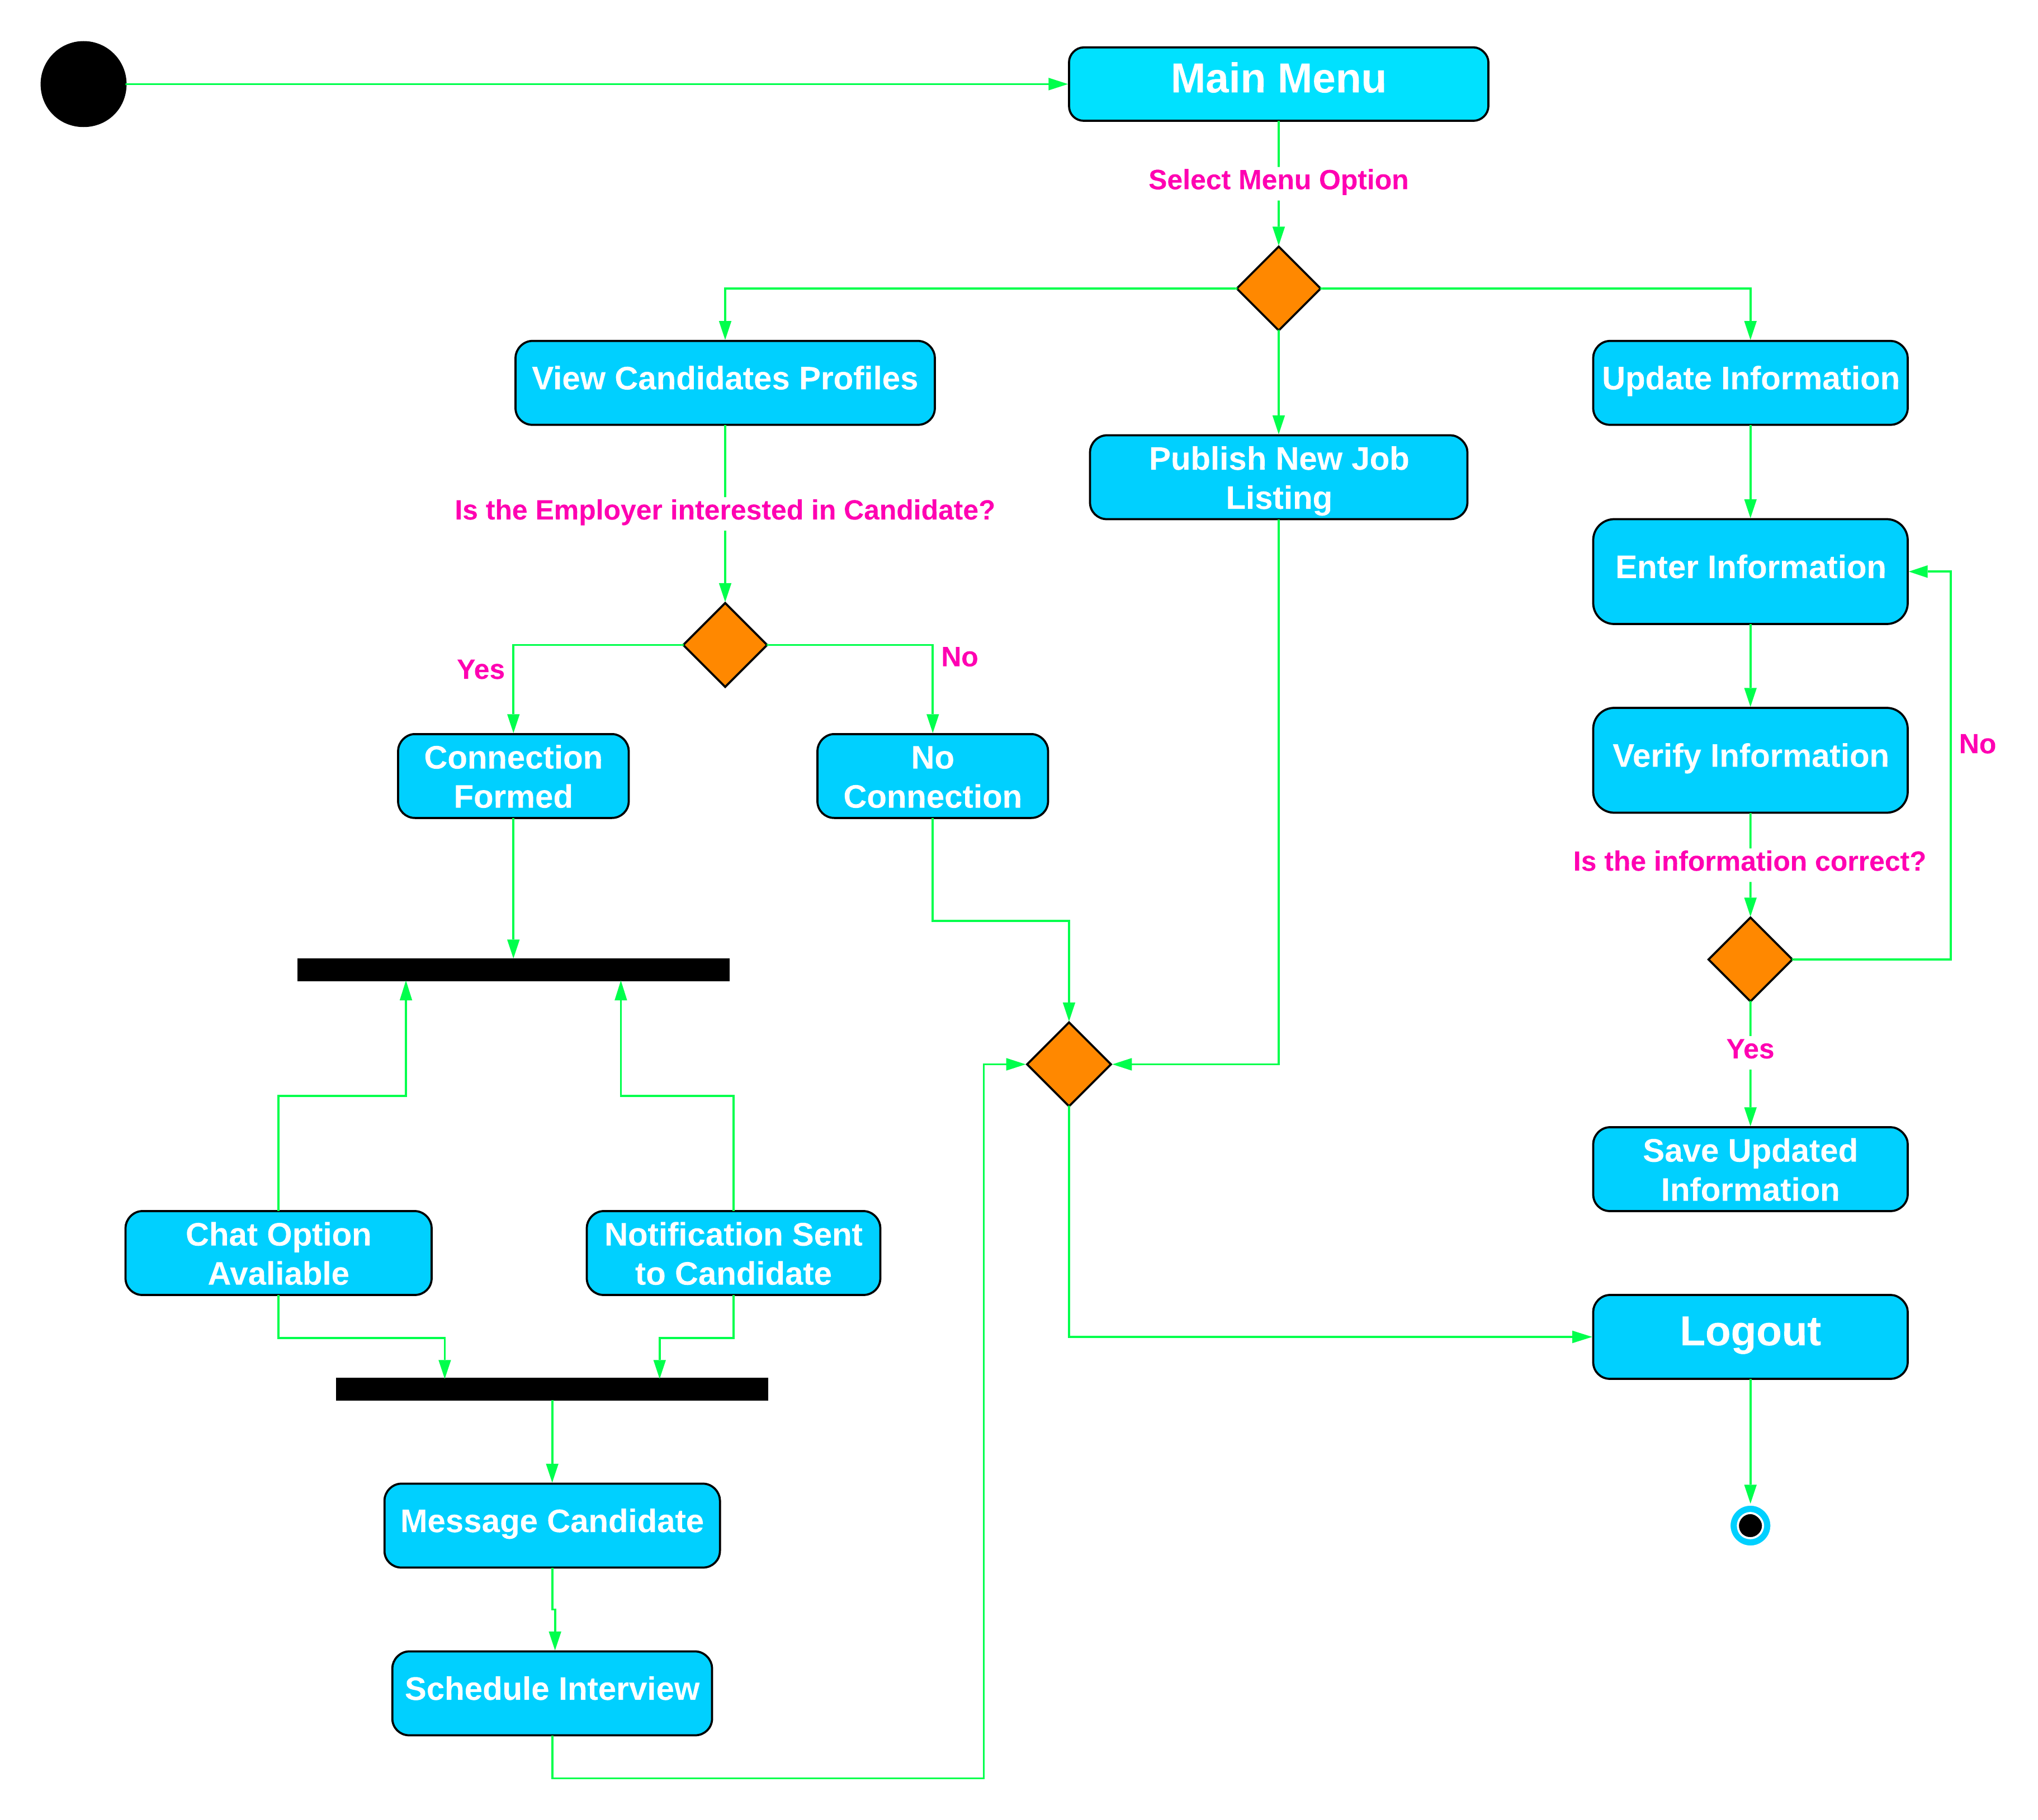 Main Menu
Select Menu Option
View Candidates Profiles
Update Information
Publish New Job
Listing
Is the Employer interested in Candidate?
Enter Information
Yes
No
Connection
Formed
No
Connection
Verify Information
No
Is the information correct?
Yes
Save Updated
Information
Chat Option
Avaliable
Notification Sent
to Candidate
Logout
Message Candidate
Schedule Interview